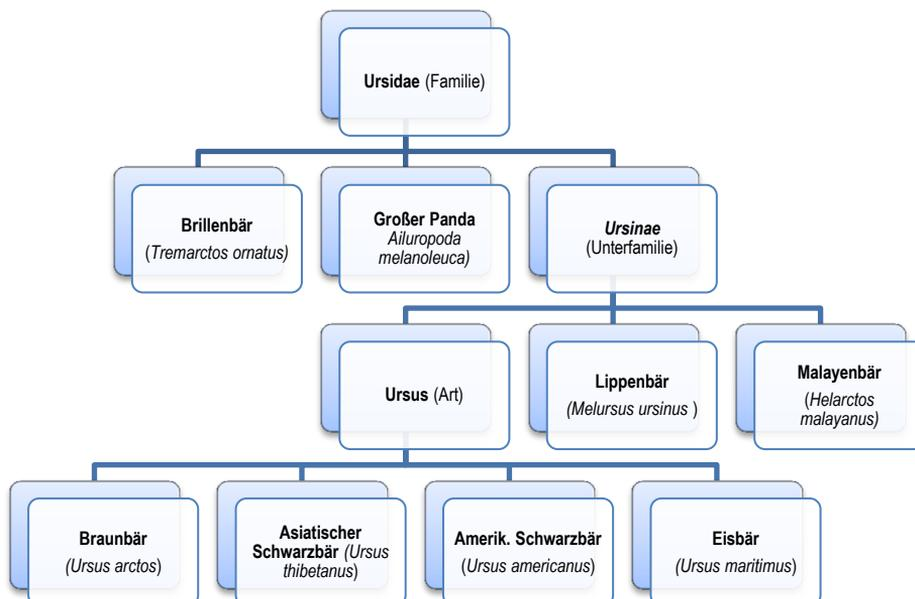 Ursidae (Familie)
Brillenbär
(Tremarctos ornatus)
Großer Panda
Ailuropoda
melanoleuca)
Ursinae
(Unterfamilie)
Ursus (Art)
Lippenbär
(Melursus ursinus )
Malayenbär
(Helarctos
malayanus)
Braunbär
(Ursus arctos)
Asiatischer
Schwarzbär (Ursus
thibetanus)
Amerik. Schwarzbär
(Ursus americanus)
Eisbär
(Ursus maritimus)